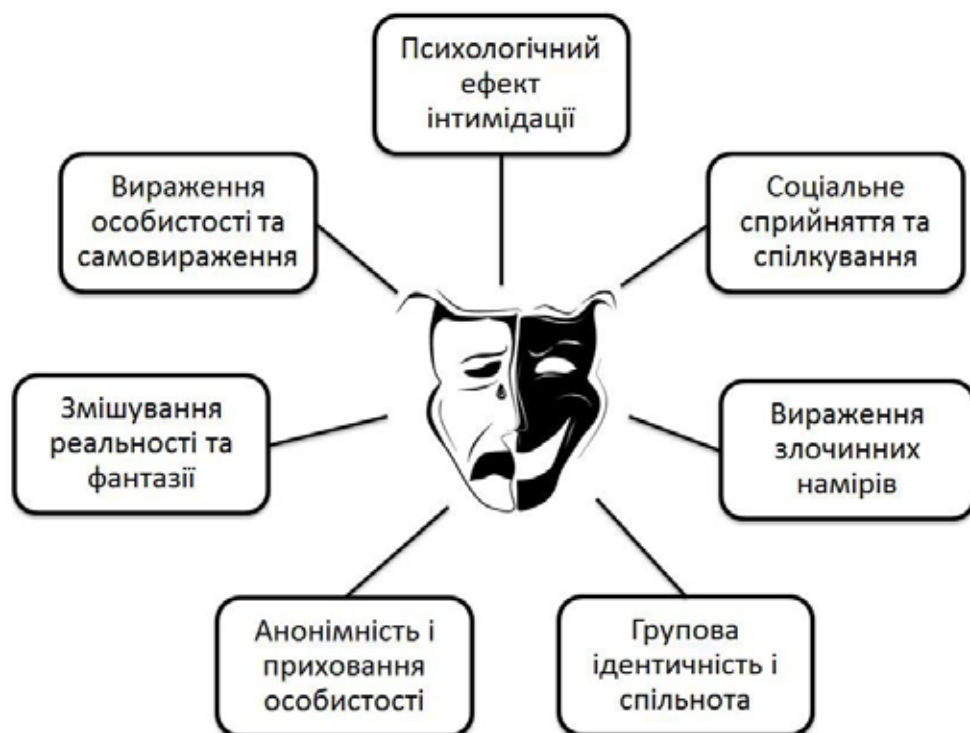 Психологічний
ефект
інтимідації
Вираження
особистості та
самовираження
Соціальне
сприйняття та
спілкування
Змішування
реальності та
фантазії
Вираження
злочинних
намірів
Анонімність і
приховання
особистості
Групова
ідентичність і
спільнота